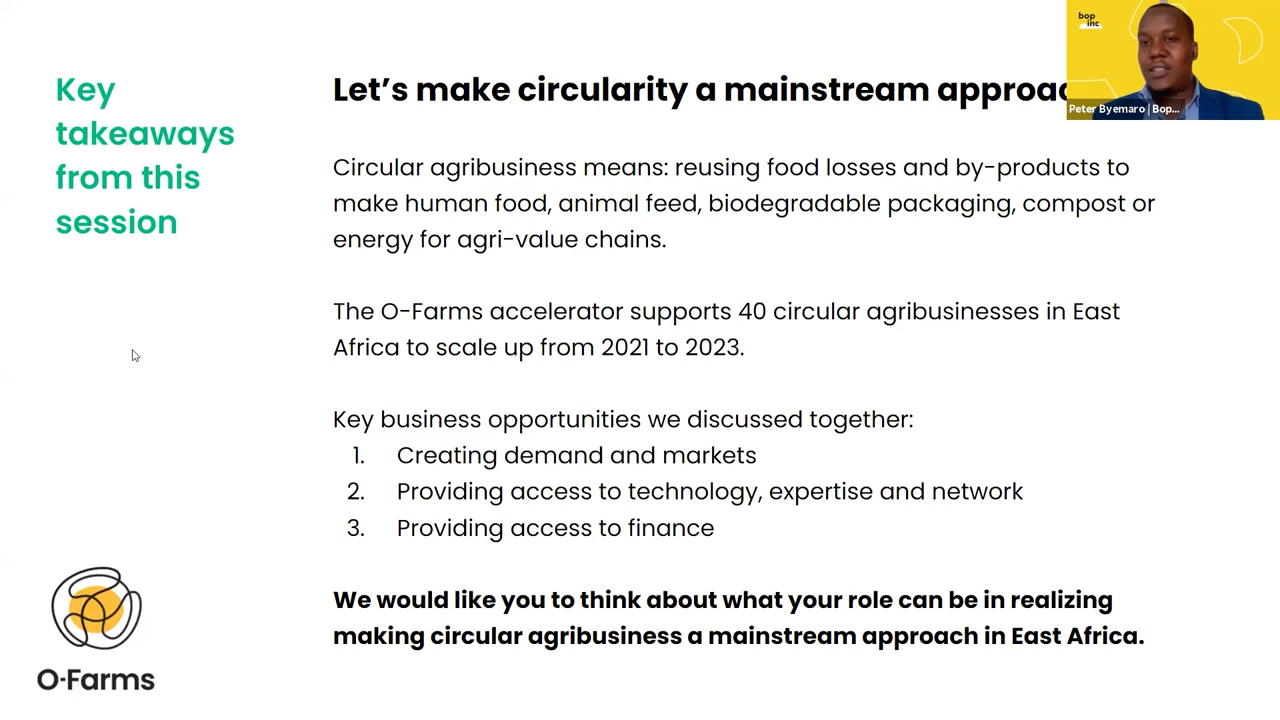 Key
takeaways
from this
session
Let’s make circularity a mainstream approac
Circular agribusiness means: reusing food losses and by-products to
make human food, animal feed, biodegradable packaging, compost or
energy for agri-value chains.
The O-Farms accelerator supports 40 circular agribusinesses in East
Africa to scale up from 2021 to 2023.
Key business opportunities we discussed together:
1. Creating demand and markets
2. Providing access to technology, expertise and network
3. Providing access to finance
We would like you to think about what your role can be in realizing
making circular agribusiness a mainstream approach in East Africa.
O·Farms
bop
inc
Peter Byemaro | Bop...